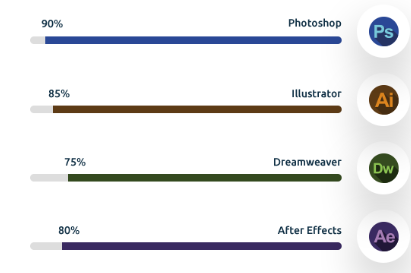 90% Photoshop Ps
85% Illustrator Ai
75% Dreamweaver Dw
80% After Effects Ae